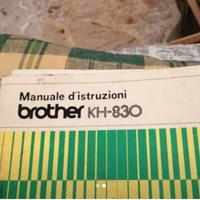 Manuale d'istruzioni
brother KH-830